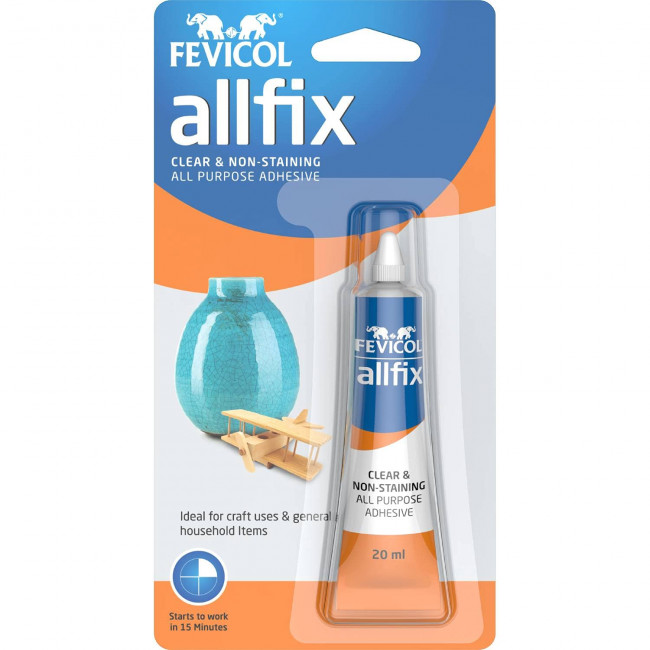 FEVICOL
allfix
CLEAR & NON-STAINING
ALL PURPOSE ADHESIVE
FEVICOL
allfix
CLEAR &
NON-STAINING
ALL PURPOSE
ADHESIVE
20 ml
Ideal for craft uses & general
household Items
Starts to work
in 15 Minutes